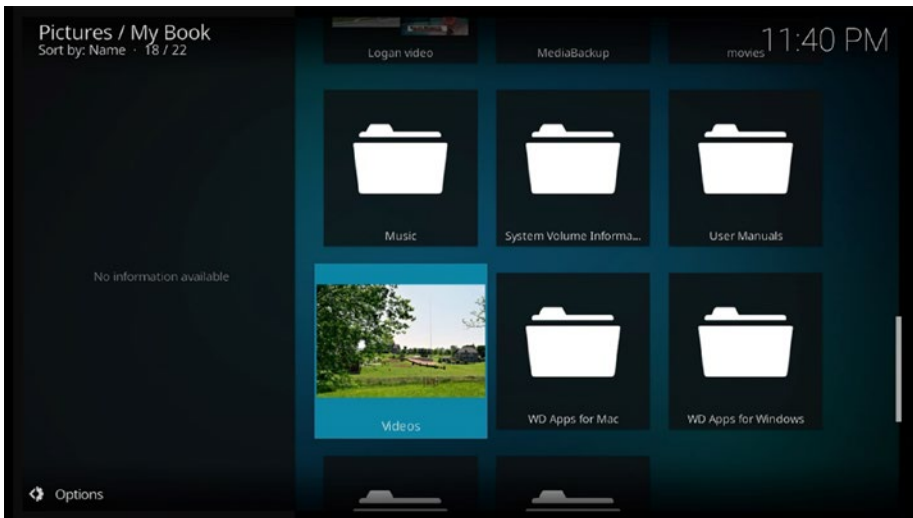 Pictures / My Book
Sort by: Name · 18 / 22
11:40 PM
Logan video
MediaBackup
movies
Music
System Volume Informa...
User Manuals
No information available
Videos
WD Apps for Mac
WD Apps for Windows
Options